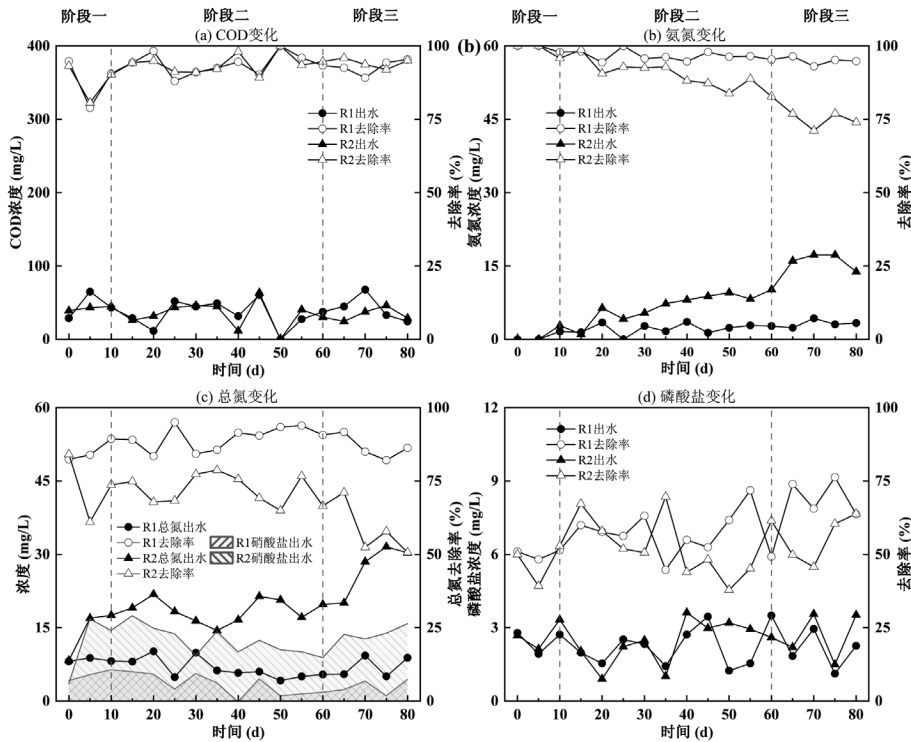 阶段一 阶段二 阶段三 阶段一 阶段二 阶段三
(a) COD变化
400
300
200
100
0
COD浓度 (mg/L)
100
75
50
25
0
去除率 (%)
R1出水
R1去除率
R2出水
R2去除率
0 10 20 30 40 50 60 70 80
时间 (d)
(b)
(b) 氨氮变化
60
45
30
15
0
氨氮浓度 (mg/L)
100
75
50
25
0
去除率 (%)
R1出水
R1去除率
R2出水
R2去除率
0 10 20 30 40 50 60 70 80
时间 (d)
(c) 总氮变化
60
45
30
15
0
浓度 (mg/L)
100
75
50
25
0
总氮去除率 (%)
R1总氮出水
R1去除率 R1硝酸盐出水
R2总氮出水 R2硝酸盐出水
R2去除率
0 10 20 30 40 50 60 70 80
时间 (d)
(d) 磷酸盐变化
12
9
6
3
0
磷酸盐浓度 (mg/L)
100
75
50
25
0
去除率 (%)
R1出水
R1去除率
R2出水
R2去除率
0 10 20 30 40 50 60 70 80
时间 (d)